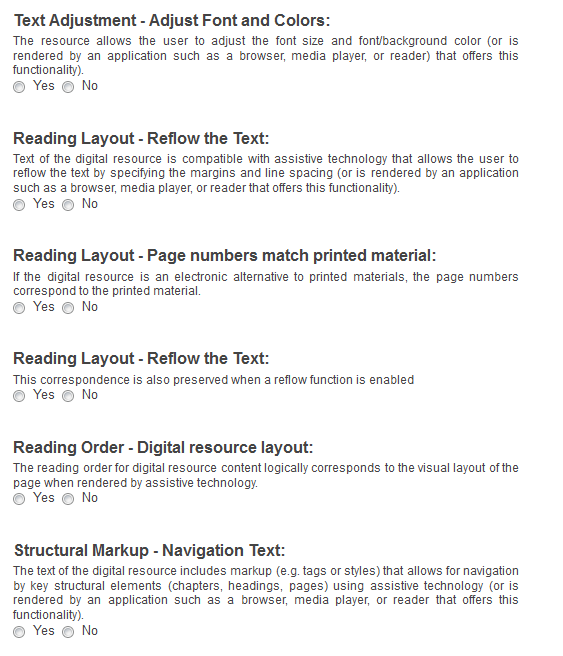 Text Adjustment - Adjust Font and Colors:
The resource allows the user to adjust the font size and font/background color (or is
rendered by an application such as a browser, media player, or reader) that offers this
functionality).
Yes No
Reading Layout - Reflow the Text:
Text of the digital resource is compatible with assistive technology that allows the user to
reflow the text by specifying the margins and line spacing (or is rendered by an application
such as a browser, media player, or reader that offers this functionality).
Yes No
Reading Layout - Page numbers match printed material:
If the digital resource is an electronic alternative to printed materials, the page numbers
correspond to the printed material.
Yes No
Reading Layout - Reflow the Text:
This correspondence is also preserved when a reflow function is enabled
Yes No
Reading Order - Digital resource layout:
The reading order for digital resource content logically corresponds to the visual layout of the
page when rendered by assistive technology.
Yes No
Structural Markup - Navigation Text:
The text of the digital resource includes markup (e.g. tags or styles) that allows for navigation
by key structural elements (chapters, headings, pages) using assistive technology (or is
rendered by an application such as a browser, media player, or reader that offers this
functionality).
Yes No